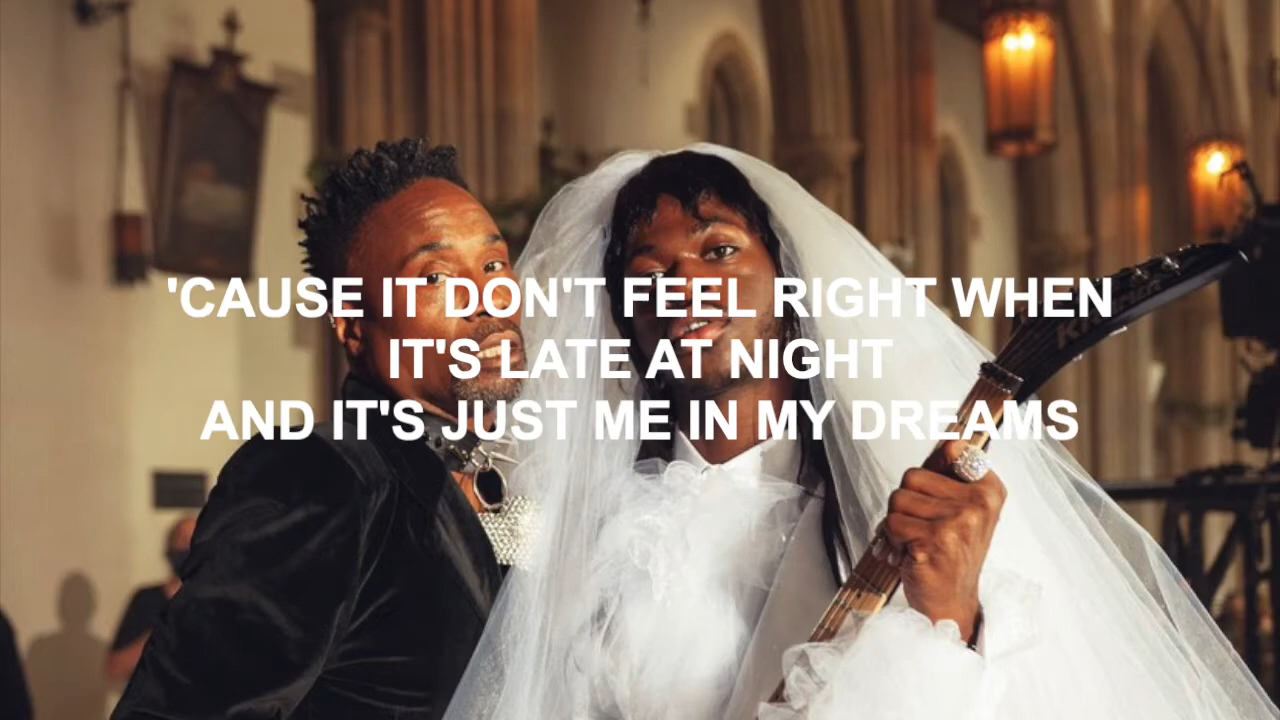 'CAUSE IT DON'T FEEL RIGHT WHEN
IT'S LATE AT NIGHT
AND IT'S JUST ME IN MY DREAMS